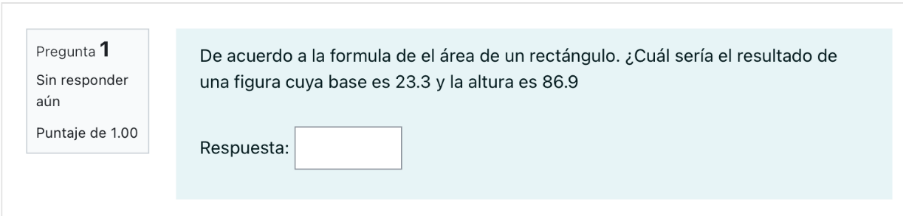 Pregunta 1
Sin responder
aún
Puntaje de 1.00
De acuerdo a la formula de el área de un rectángulo. ¿Cuál sería el resultado de
una figura cuya base es 23.3 y la altura es 86.9
Respuesta: